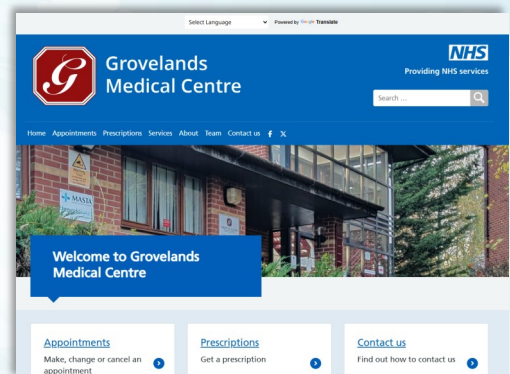 Select Language
Powered by Google Translate
G
Grovelands
Medical Centre
NHS
Providing NHS services
Search ...
Home Appointments Prescriptions Services About Team Contact us f X
MASTA
Welcome to Grovelands
Medical Centre
Appointments
Make, change or cancel an
appointment
Prescriptions
Get a prescription
Contact us
Find out how to contact us